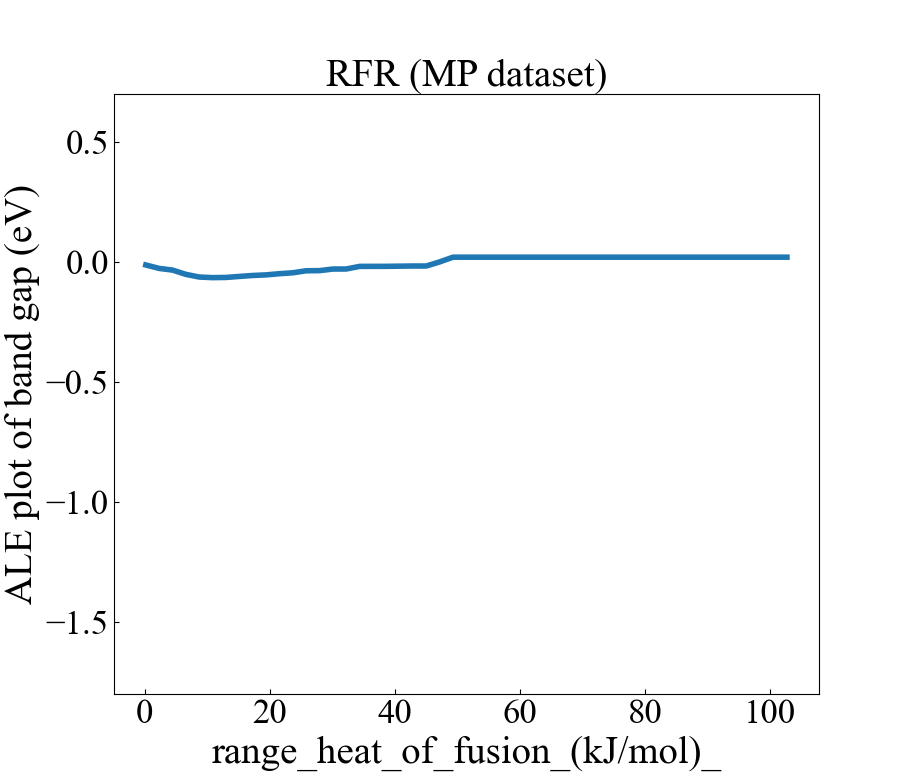 RFR (MP dataset)
ALE plot of band gap (eV)
0.5
0.0
−0.5
−1.0
−1.5
0 20 40 60 80 100
range_heat_of_fusion_(kJ/mol)_